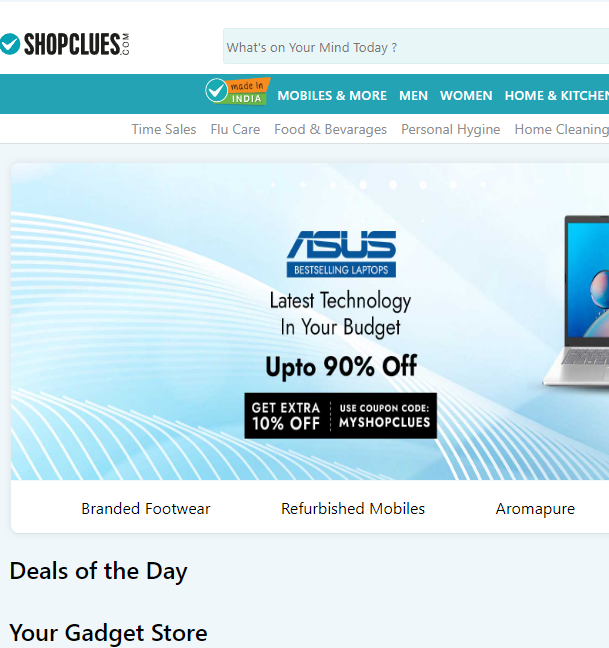 SHOPCLUES.COM
What's on Your Mind Today ?
made in
INDIA
MOBILES & MORE MEN WOMEN HOME & KITCHEN
Time Sales Flu Care Food & Bevarages Personal Hygine Home Cleaning
ASUS
BESTSELLING LAPTOPS
Latest Technology
In Your Budget
Upto 90% Off
GET EXTRA
10% OFF
USE COUPON CODE:
MYSHOPCLUES
Branded Footwear Refurbished Mobiles Aromapure
Deals of the Day
Your Gadget Store